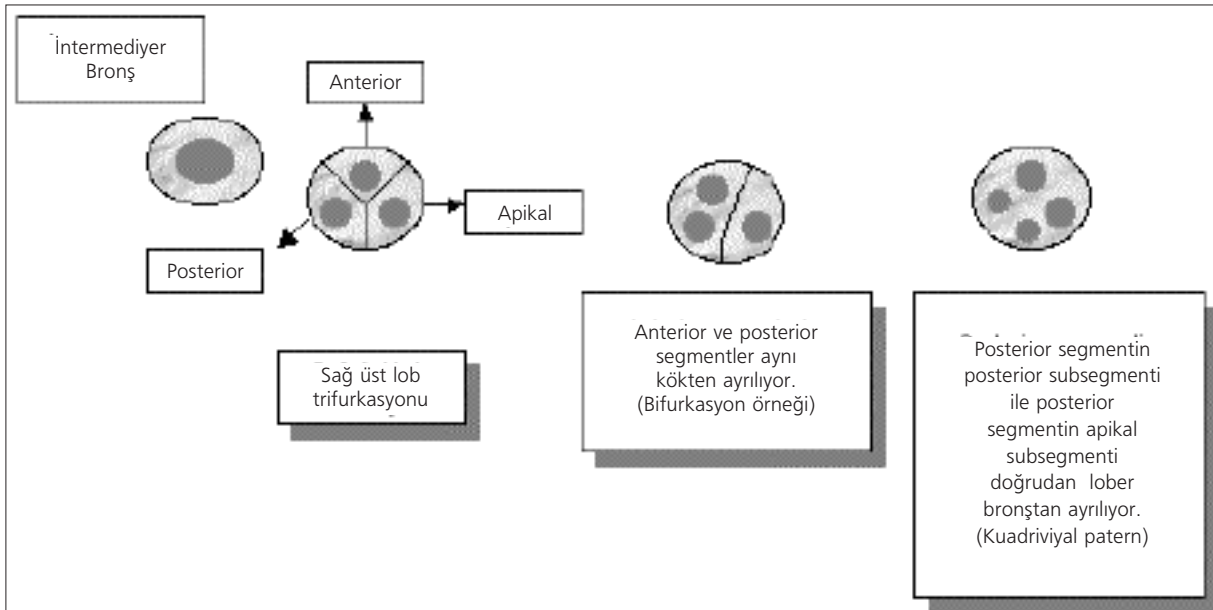 İntermediyer
Bronş
Anterior
Apikal
Posterior
Sağ üst lob
trifurkasyonu
Anterior ve posterior
segmentler aynı
kökten ayrılıyor.
(Bifurkasyon örneği)
Posterior segmentin
posterior subsegmenti
ile posterior
segmentin apikal
subsegmenti
doğrudan lober
bronştan ayrılıyor.
(Kuadriviyal patern)